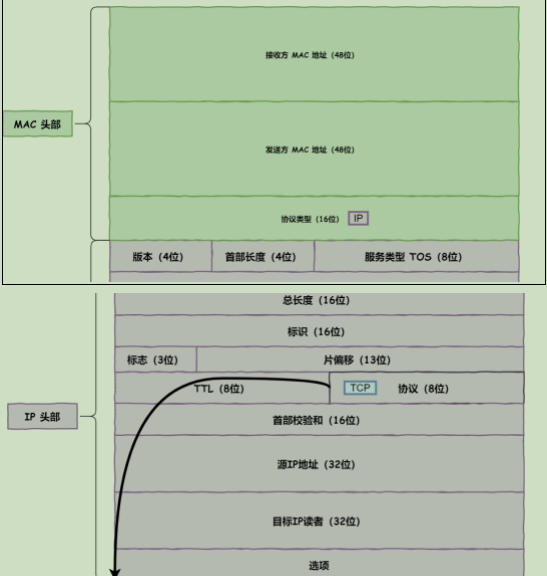 接收方 MAC 地址 (48位)
MAC 头部
发送方 MAC 地址 (48位)
协议类型 (16位) IP
版本 (4位) 首部长度 (4位) 服务类型 TOS (8位)
总长度 (16位)
标识 (16位)
标志 (3位) 片偏移 (13位)
TTL (8位) TCP 协议 (8位)
IP 头部
首部校验和 (16位)
源IP地址 (32位)
目标IP读者 (32位)
选项